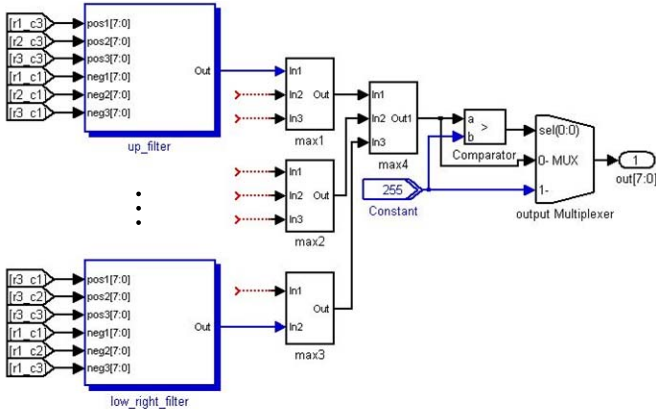 [r1_c3] pos1[7:0]
[r2_c3] pos2[7:0]
[r3_c3] pos3[7:0]
[r1_c1] neg1[7:0]
[r2_c1] neg2[7:0]
[r3_c1] neg3[7:0]
Out
up_filter
In1
In2 Out
In3
max1
In1
In2 Out
In3
max2
In1
In2 Out1
In3
max4
a
b
>
Comparator
255
Constant
sel(0:0)
0- MUX
1-
output Multiplexer
1
out[7:0]
[r3_c1] pos1[7:0]
[r3_c2] pos2[7:0]
[r3_c3] pos3[7:0]
[r1_c1] neg1[7:0]
[r1_c2] neg2[7:0]
[r1_c3] neg3[7:0]
Out
low_right_filter
In1
Out
In2
max3